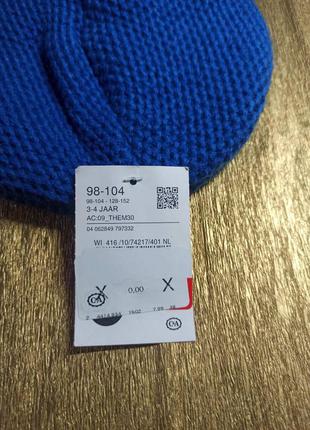 98-104
98-104 - 128-152
3-4 JAAR
AC:09_THEM30
04 062849 797332
WI 416 /10/74217/401 NL
X 0,00 X
C&A
C&A